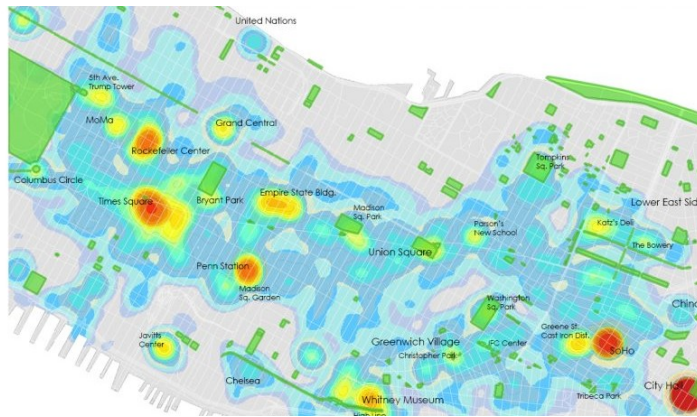 United Nations
5th Ave.
Trump Tower
MoMa
Grand Central
Rockefeller Center
Columbus Circle
Times Square
Bryant Park
Empire State Bldg.
Madison
Sq. Park
Tompkins
Sq. Park
Lower East Sid
Parson's
New School
Katz's Deli
The Bowery
Union Square
Penn Station
Madison
Sq. Garden
Washington
Sq. Park
Chin
Javits
Center
Greenwich Village
Christopher Park
IFC Center
Greene St.
Cast Iron Dist.
SoHo
Chelsea
Whitney Museum
High Line
Tribeca Park
City Hall